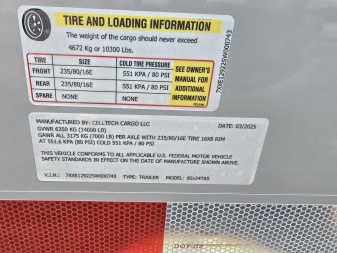 TIRE AND LOADING INFORMATION
The weight of the cargo should never exceed
4672 Kg or 10300 Lbs.
TIRE SIZE COLD TIRE PRESSURE
FRONT 235/80/16E 551 KPA / 80 PSI
REAR 235/80/16E 551 KPA / 80 PSI
SPARE NONE NONE
SEE OWNER'S
MANUAL FOR
ADDITIONAL
INFORMATION
MANUFACTURED BY: CELLTECH CARGO LLC DATE: 03/2025
GVWR 6350 KG (14000 LB)
GAWR ALL 3175 KG (7000 LB) PER AXLE WITH 235/80/16E TIRE 16X8 RIM
AT 551.6 KPA (80 PSI) COLD 551 KPA / 80 PSI
THIS VEHICLE CONFORMS TO ALL APPLICABLE U.S. FEDERAL MOTOR VEHICLE
SAFETY STANDARDS IN EFFECT ON THE DATE OF MANUFACTURE SHOWN ABOVE.
TYPE: TRAILER
DOT-C2